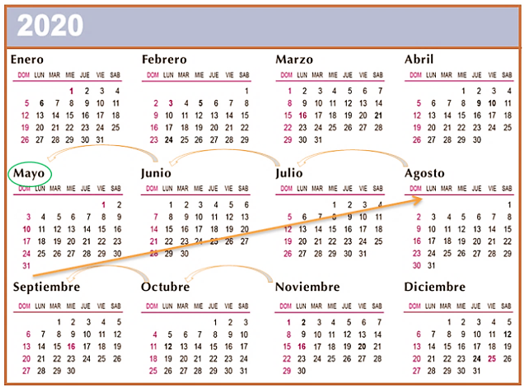 2020
Enero
DOM LUN MAR MIE JUE VIE SAB
1 2 3 4
5 6 7 8 9 10 11
12 13 14 15 16 17 18
19 20 21 22 23 24 25
26 27 28 29 30 31
Febrero
DOM LUN MAR MIE JUE VIE SAB
1
2 3 4 5 6 7 8
9 10 11 12 13 14 15
16 17 18 19 20 21 22
23 24 25 26 27 28 29
Marzo
DOM LUN MAR MIE JUE VIE SAB
1 2 3 4 5 6 7
8 9 10 11 12 13 14
15 16 17 18 19 20 21
22 23 24 25 26 27 28
29 30 31
Abril
DOM LUN MAR MIE JUE VIE SAB
1 2 3 4
5 6 7 8 9 10 11
12 13 14 15 16 17 18
19 20 21 22 23 24 25
26 27 28 29 30
Mayo
DOM LUN MAR MIE JUE VIE SAB
1 2
3 4 5 6 7 8 9
10 11 12 13 14 15 16
17 18 19 20 21 22 23
24 25 26 27 28 29 30
31
Junio
DOM LUN MAR MIE JUE VIE SAB
1 2 3 4 5 6
7 8 9 10 11 12 13
14 15 16 17 18 19 20
21 22 23 24 25 26 27
28 29 30
Julio
DOM LUN MAR MIE JUE VIE SAB
1 2 3 4
5 6 7 8 9 10 11
12 13 14 15 16 17 18
19 20 21 22 23 24 25
26 27 28 29 30 31
Agosto
DOM LUN MAR MIE JUE VIE SAB
1
2 3 4 5 6 7 8
9 10 11 12 13 14 15
16 17 18 19 20 21 22
23 24 25 26 27 28 29
30 31
Septiembre
DOM LUN MAR MIE JUE VIE SAB
1 2 3 4 5
6 7 8 9 10 11 12
13 14 15 16 17 18 19
20 21 22 23 24 25 26
27 28 29 30
Octubre
DOM LUN MAR MIE JUE VIE SAB
1 2 3
4 5 6 7 8 9 10
11 12 13 14 15 16 17
18 19 20 21 22 23 24
25 26 27 28 29 30 31
Noviembre
DOM LUN MAR MIE JUE VIE SAB
1 2 3 4 5 6 7
8 9 10 11 12 13 14
15 16 17 18 19 20 21
22 23 24 25 26 27 28
29 30
Diciembre
DOM LUN MAR MIE JUE VIE SAB
1 2 3 4 5
6 7 8 9 10 11 12
13 14 15 16 17 18 19
20 21 22 23 24 25 26
27 28 29 30 31